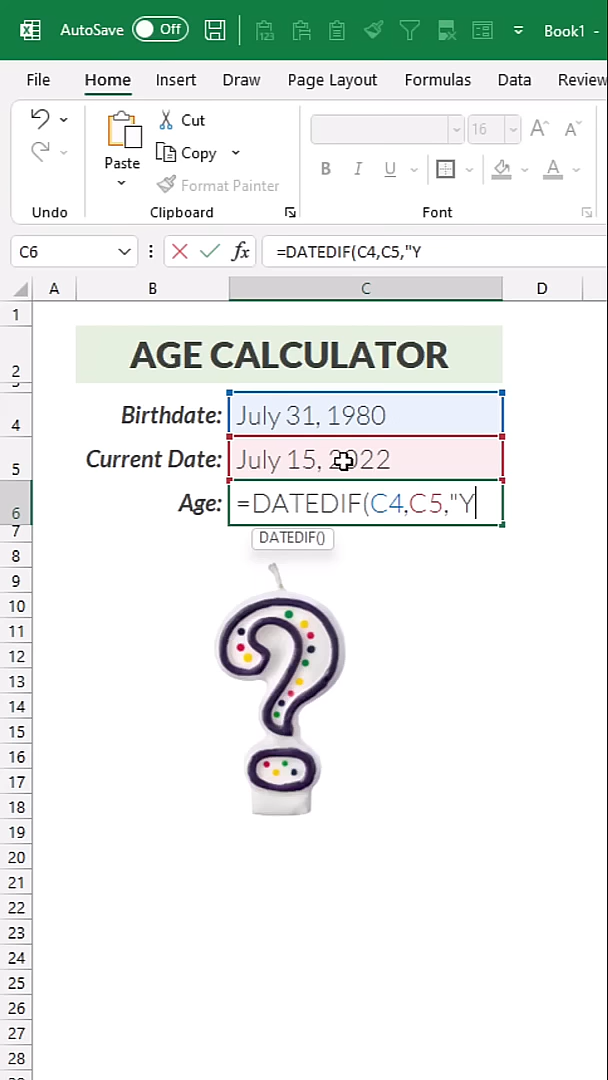 AutoSave Off Book1 -
File Home Insert Draw Page Layout Formulas Data Review
Paste Cut Copy Format Painter 16 A A
B I U A
Undo Clipboard Font
C6 fx =DATEDIF(C4,C5,"Y
A B C D
1
2 AGE CALCULATOR
4 Birthdate: July 31, 1980
5 Current Date: July 15, 2022
6 Age: =DATEDIF(C4,C5,"Y
7 DATEDIF()
8
9
10
11
12
13
14
15
16
17
18
19
20
21
22
23
24
25
26
27
28